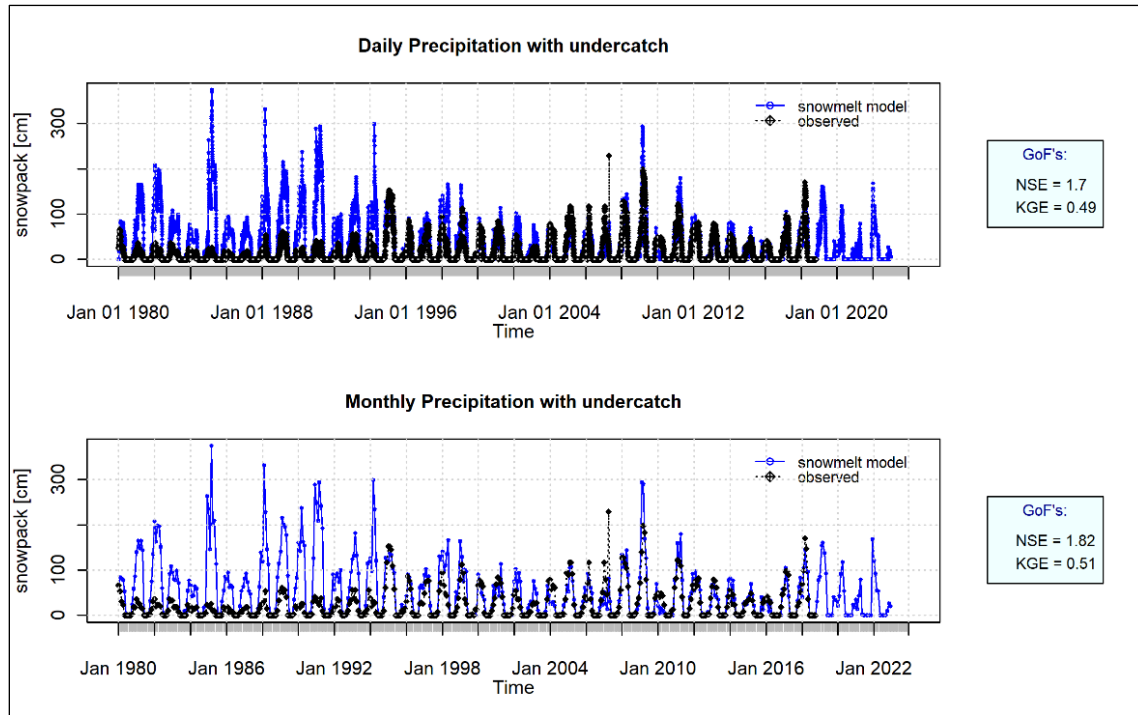 Daily Precipitation with undercatch
snowpack [cm]
300
100
0
snowmelt model
observed
Jan 01 1980
Jan 01 1988
Jan 01 1996
Jan 01 2004
Jan 01 2012
Jan 01 2020
Time
GoF's:
NSE = 1.7
KGE = 0.49
Monthly Precipitation with undercatch
snowpack [cm]
300
100
0
snowmelt model
observed
Jan 1980
Jan 1986
Jan 1992
Jan 1998
Jan 2004
Jan 2010
Jan 2016
Jan 2022
Time
GoF's:
NSE = 1.82
KGE = 0.51